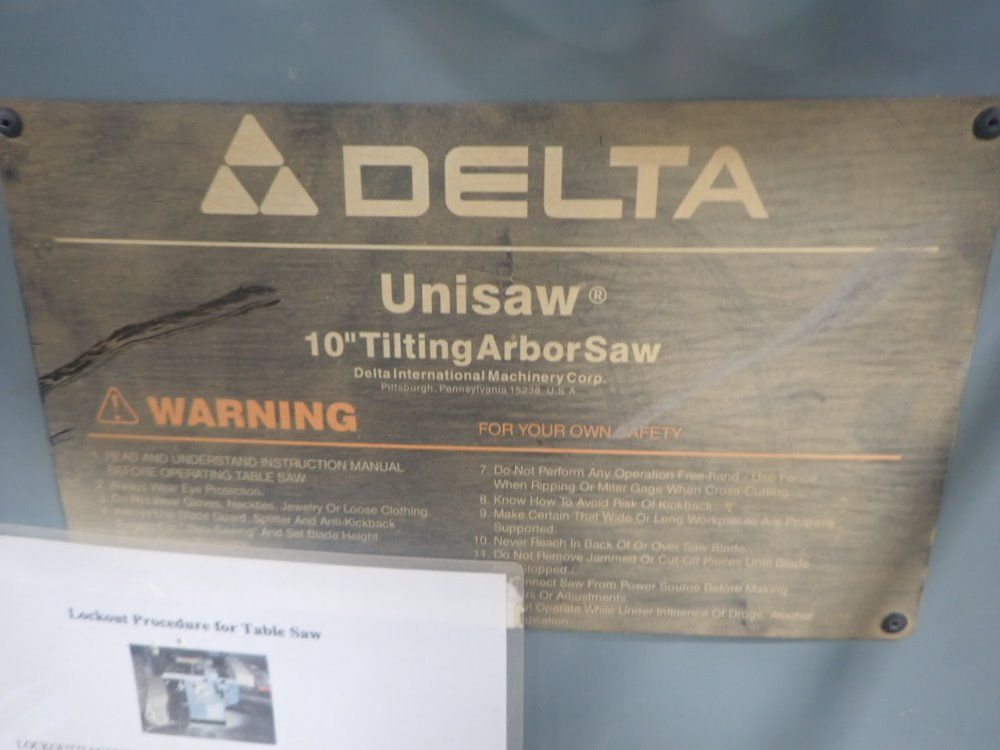 DELTA
Unisaw®
10" Tilting Arbor Saw
Delta International Machinery Corp.
Pittsburgh, Pennsylvania 15238, U.S.A.
WARNING
FOR YOUR OWN SAFETY
1. READ AND UNDERSTAND INSTRUCTION MANUAL
BEFORE OPERATING TABLE SAW.
2. Always Wear Eye Protection.
3. Do Not Wear Gloves, Neckties, Jewelry Or Loose Clothing.
Guard, Splitter And Anti-Kickback
And Set Blade Height
7. Do Not Perform Any Operation Free-hand. Use Fence
When Ripping Or Miter Gage When Cross-Cutting.
8. Know How To Avoid Risk Of Kickback.
9. Make Certain That Wide Or Long Workpieces Are Properly
Supported.
10. Never Reach In Back Of Or Over Saw Blade.
11. Do Not Remove Jammed Or Cut-Off Pieces Until Blade
Stopped.
Saw From Power Source Before Making
Or Adjustments.
Operate While Under Influence Of Drugs, Alcohol
Lockout Procedure for Table Saw